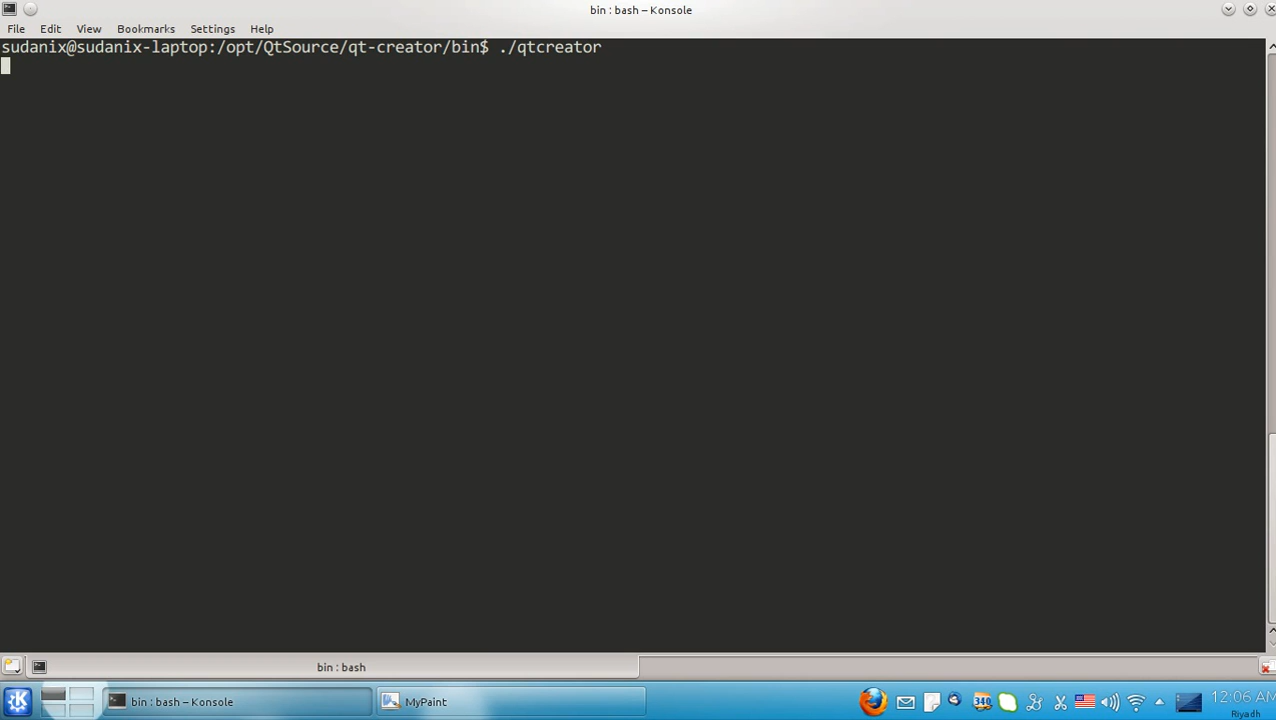 bin : bash – Konsole
File Edit View Bookmarks Settings Help
sudanix@sudanix-laptop:/opt/QtSource/qt-creator/bin$ ./qtcreator
bin : bash
bin : bash – Konsole MyPaint 340 12:06 AM
Riyadh